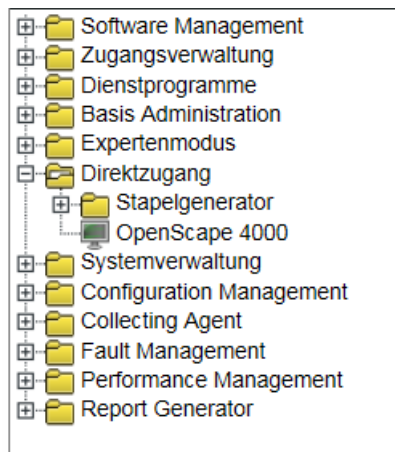 Software Management
Zugangsverwaltung
Dienstprogramme
Basis Administration
Expertenmodus
Direktzugang
Stapelgenerator
OpenScape 4000
Systemverwaltung
Configuration Management
Collecting Agent
Fault Management
Performance Management
Report Generator